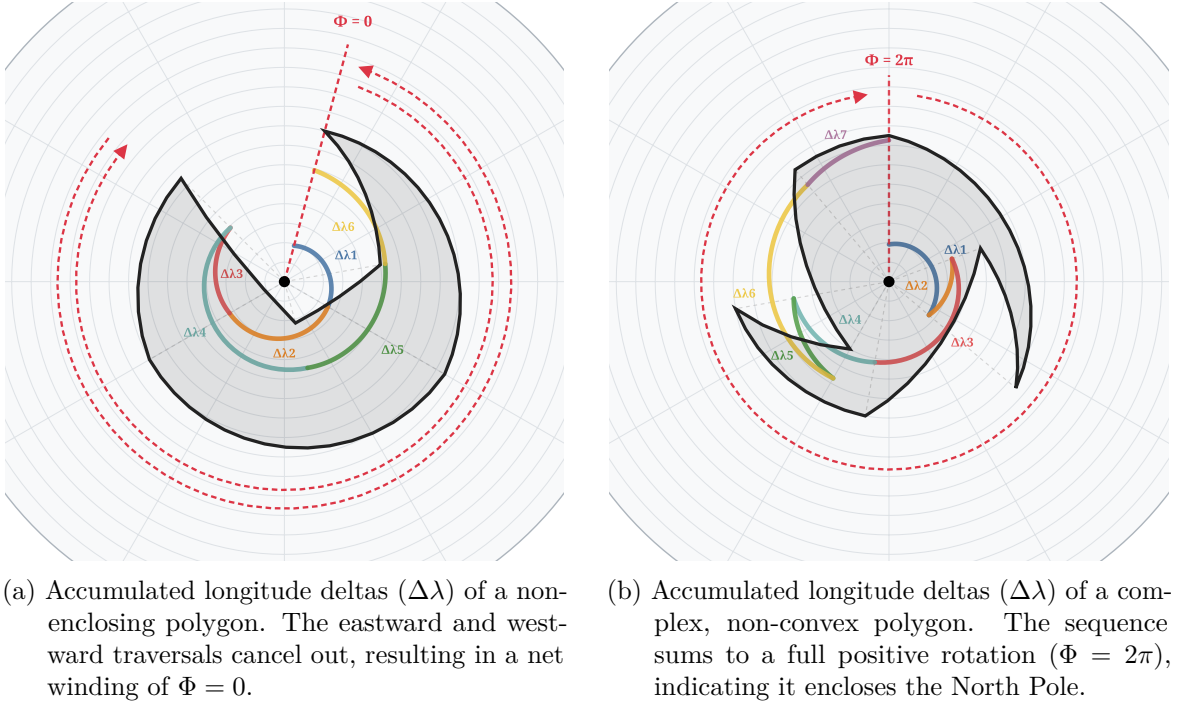 Φ = 0
Δλ1
Δλ2
Δλ3
Δλ4
Δλ5
Δλ6
Φ = 2π
Δλ1
Δλ2
Δλ3
Δλ4
Δλ5
Δλ6
Δλ7
(a) Accumulated longitude deltas (Δλ) of a non-
enclosing polygon. The eastward and west-
ward traversals cancel out, resulting in a net
winding of Φ = 0.
(b) Accumulated longitude deltas (Δλ) of a com-
plex, non-convex polygon. The sequence
sums to a full positive rotation (Φ = 2π),
indicating it encloses the North Pole.